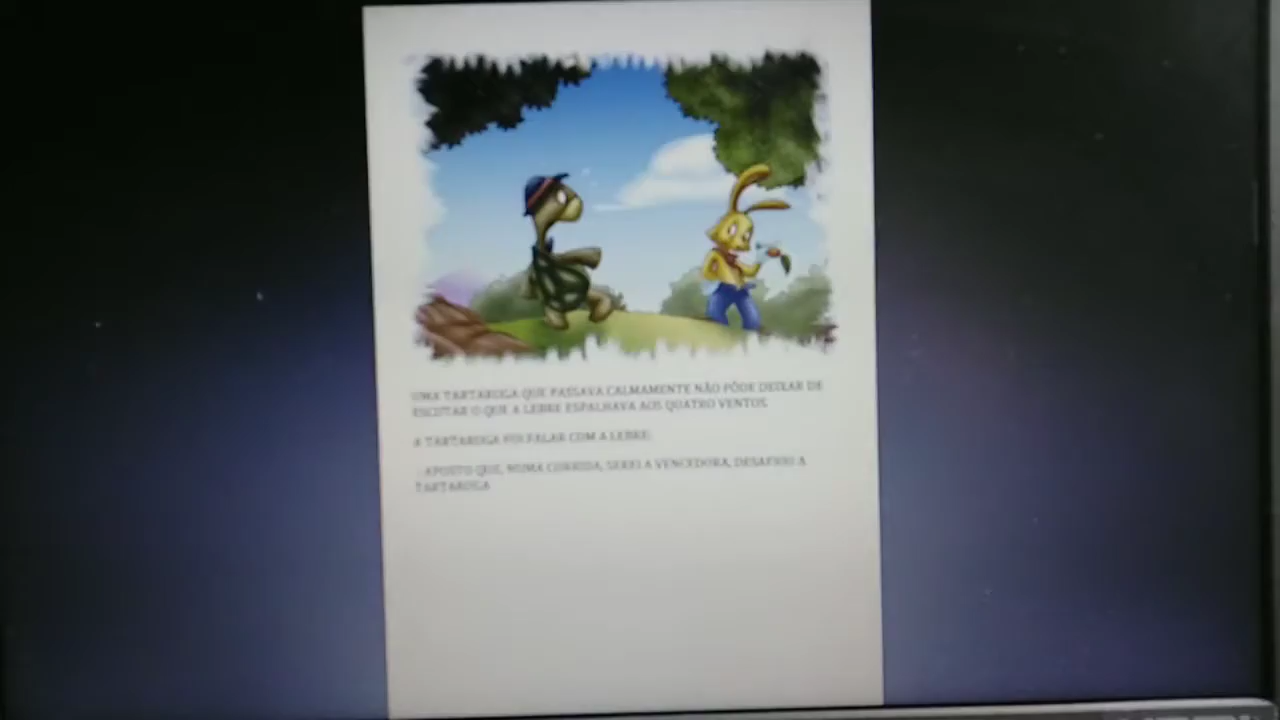 UMA TARTARUGA QUE PASSAVA CALMAMENTE NÃO PÔDE DEIXAR DE
ESCUTAR O QUE A LEBRE ESPALHAVA AOS QUATRO VENTOS.
A TARTARUGA FOI FALAR COM A LEBRE:
- APOSTO QUE, NUMA CORRIDA, SEREI A VENCEDORA, DESAFIOU A
TARTARUGA